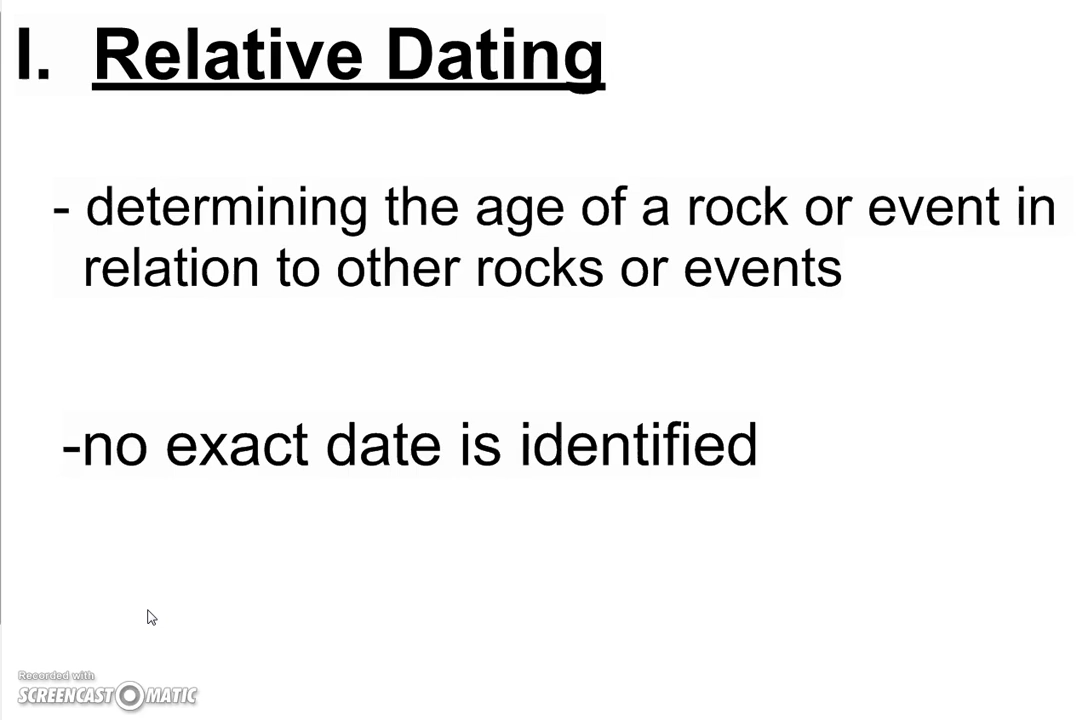 I. Relative Dating
- determining the age of a rock or event in
relation to other rocks or events
-no exact date is identified
Recorded with
SCREENCAST-O-MATIC